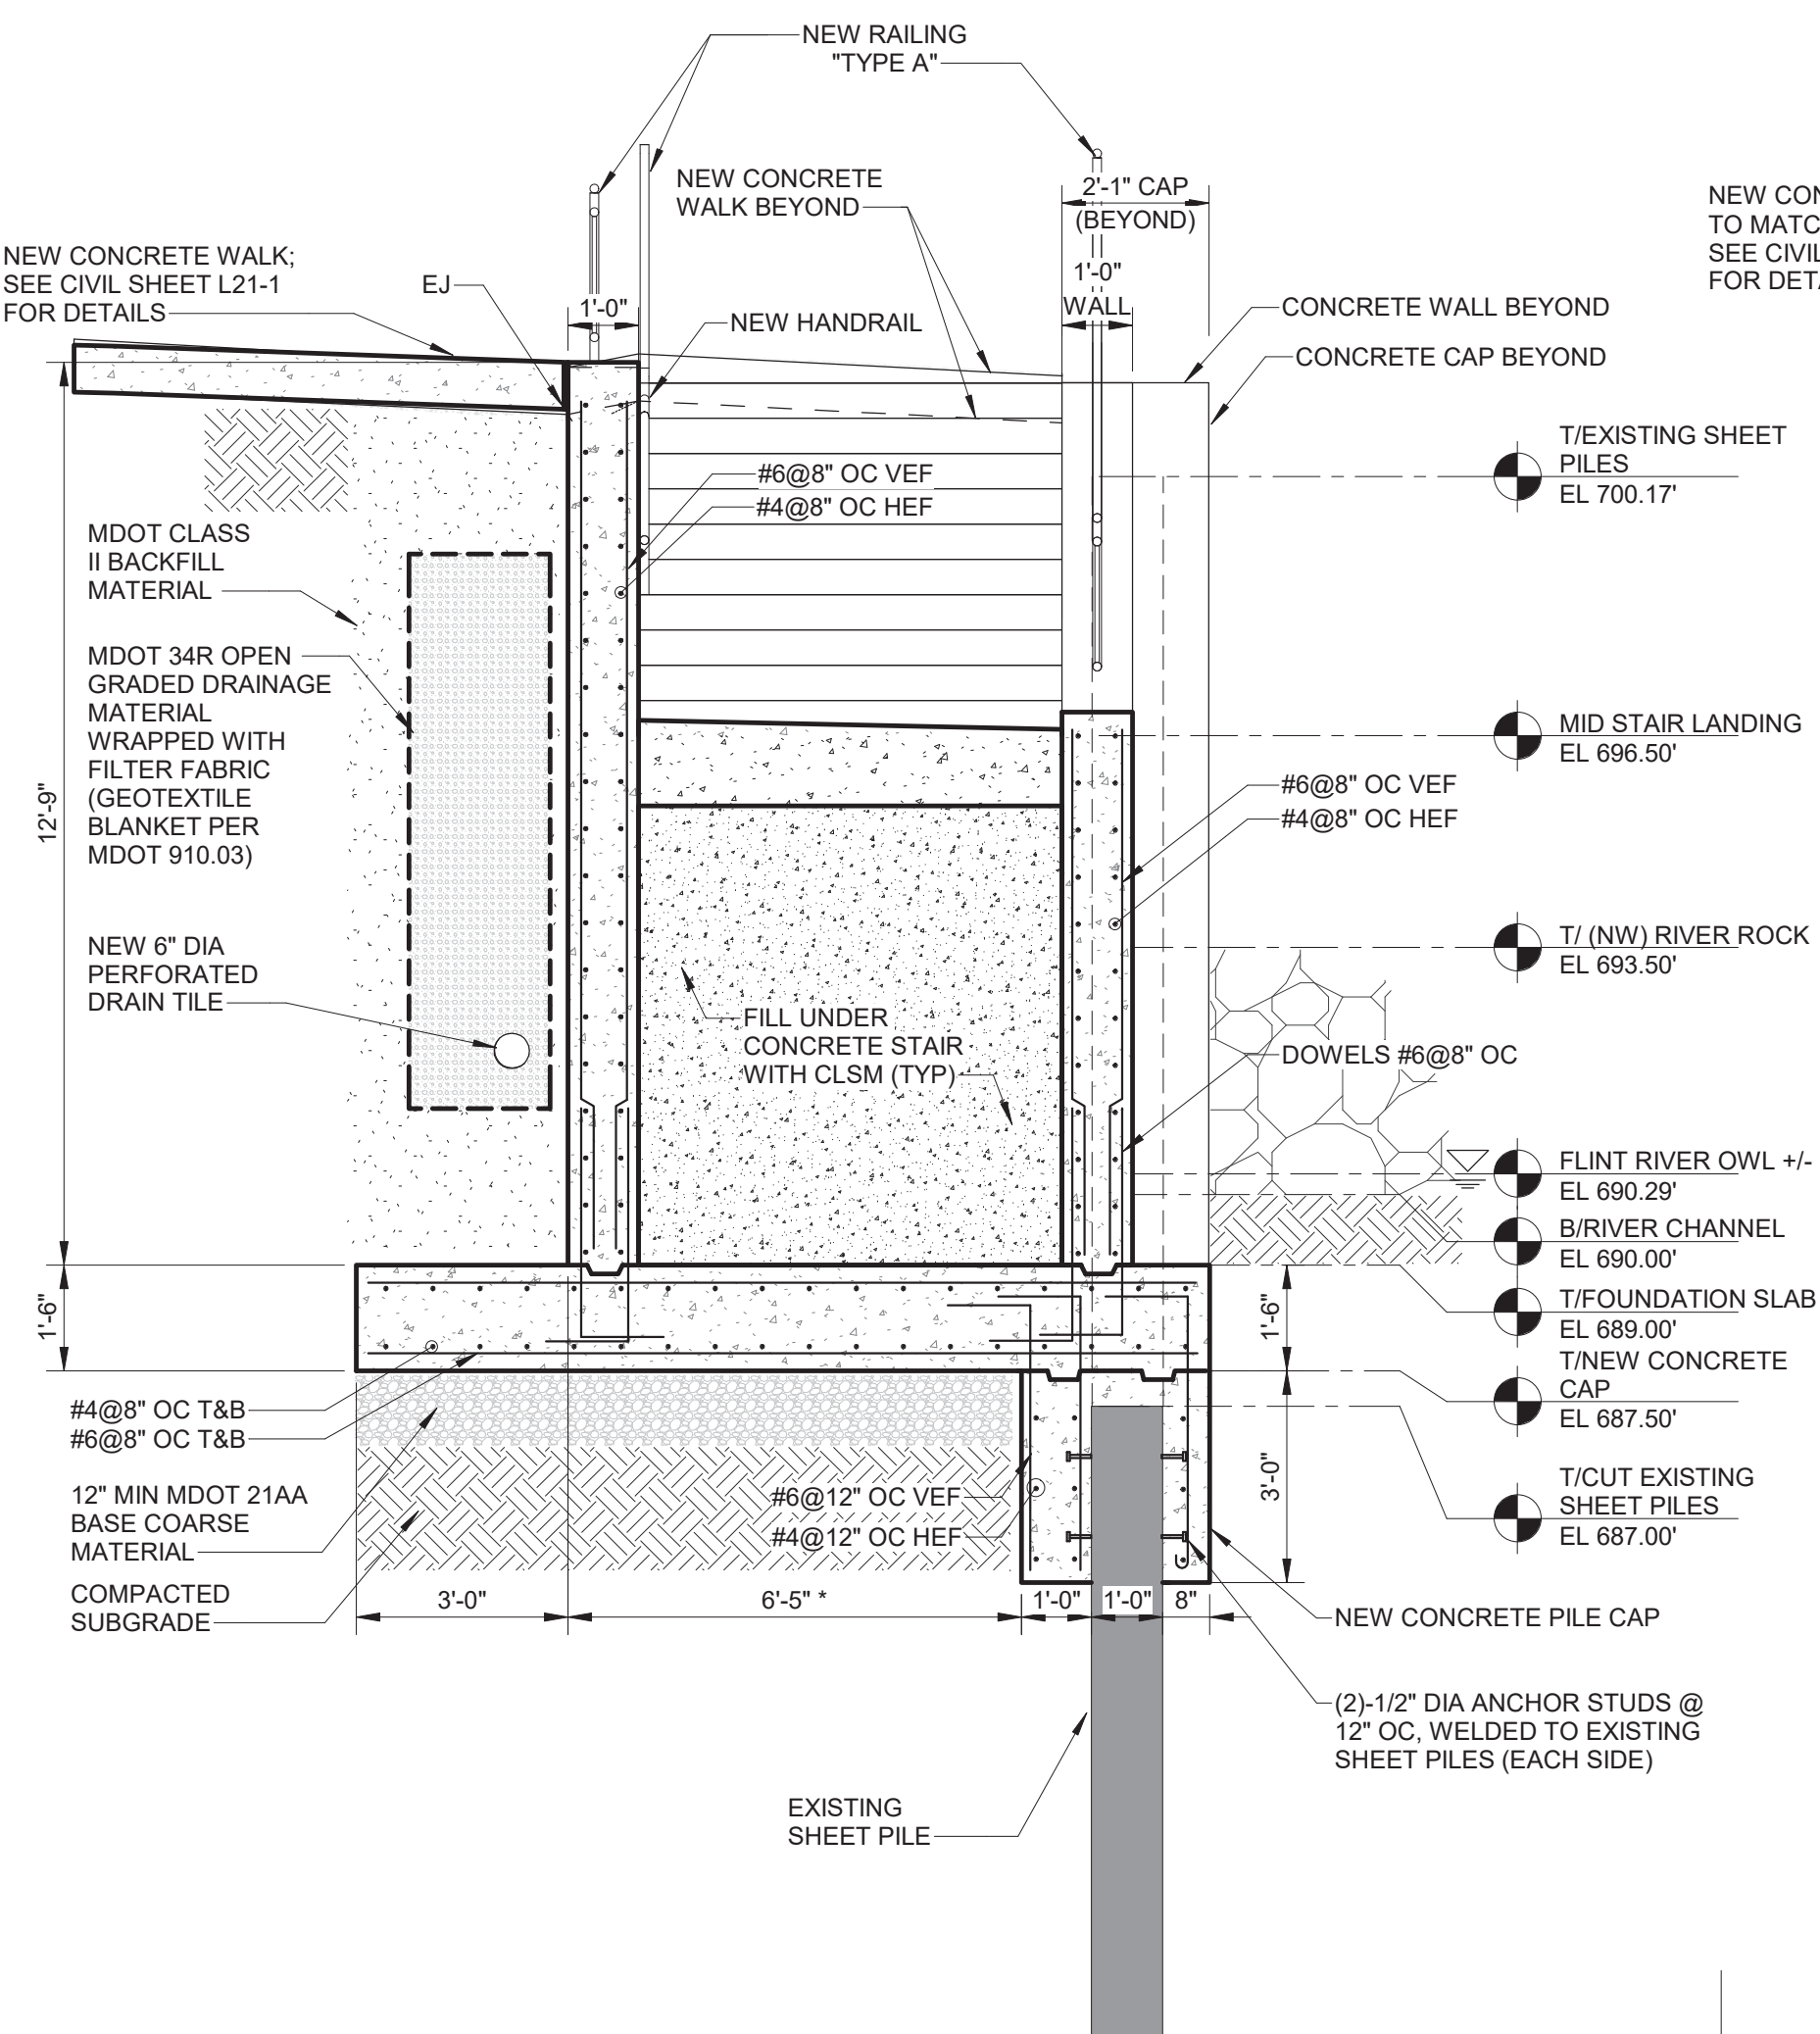 NEW RAILING
"TYPE A"
NEW CONCRETE
WALK BEYOND
2'-1" CAP
(BEYOND)
NEW CON
TO MATC
SEE CIVIL
FOR DETA
NEW CONCRETE WALK;
SEE CIVIL SHEET L21-1
FOR DETAILS
EJ
1'-0"
NEW HANDRAIL
1'-0"
WALL
CONCRETE WALL BEYOND
CONCRETE CAP BEYOND
T/EXISTING SHEET
PILES
EL 700.17'
#6@8" OC VEF
#4@8" OC HEF
MDOT CLASS
II BACKFILL
MATERIAL
MDOT 34R OPEN
GRADED DRAINAGE
MATERIAL
WRAPPED WITH
FILTER FABRIC
(GEOTEXTILE
BLANKET PER
MDOT 910.03)
12'-9"
MID STAIR LANDING
EL 696.50'
#6@8" OC VEF
#4@8" OC HEF
T/ (NW) RIVER ROCK
EL 693.50'
NEW 6" DIA
PERFORATED
DRAIN TILE
FILL UNDER
CONCRETE STAIR
WITH CLSM (TYP)
DOWELS #6@8" OC
FLINT RIVER OWL +/-
EL 690.29'
B/RIVER CHANNEL
EL 690.00'
T/FOUNDATION SLAB
EL 689.00'
T/NEW CONCRETE
CAP
EL 687.50'
T/CUT EXISTING
SHEET PILES
EL 687.00'
1'-6"
1'-6"
3'-0"
#4@8" OC T&B
#6@8" OC T&B
12" MIN MDOT 21AA
BASE COARSE
MATERIAL
COMPACTED
SUBGRADE
#6@12" OC VEF
#4@12" OC HEF
3'-0"
6'-5" *
1'-0"
1'-0"
8"
NEW CONCRETE PILE CAP
(2)-1/2" DIA ANCHOR STUDS @
12" OC, WELDED TO EXISTING
SHEET PILES (EACH SIDE)
EXISTING
SHEET PILE